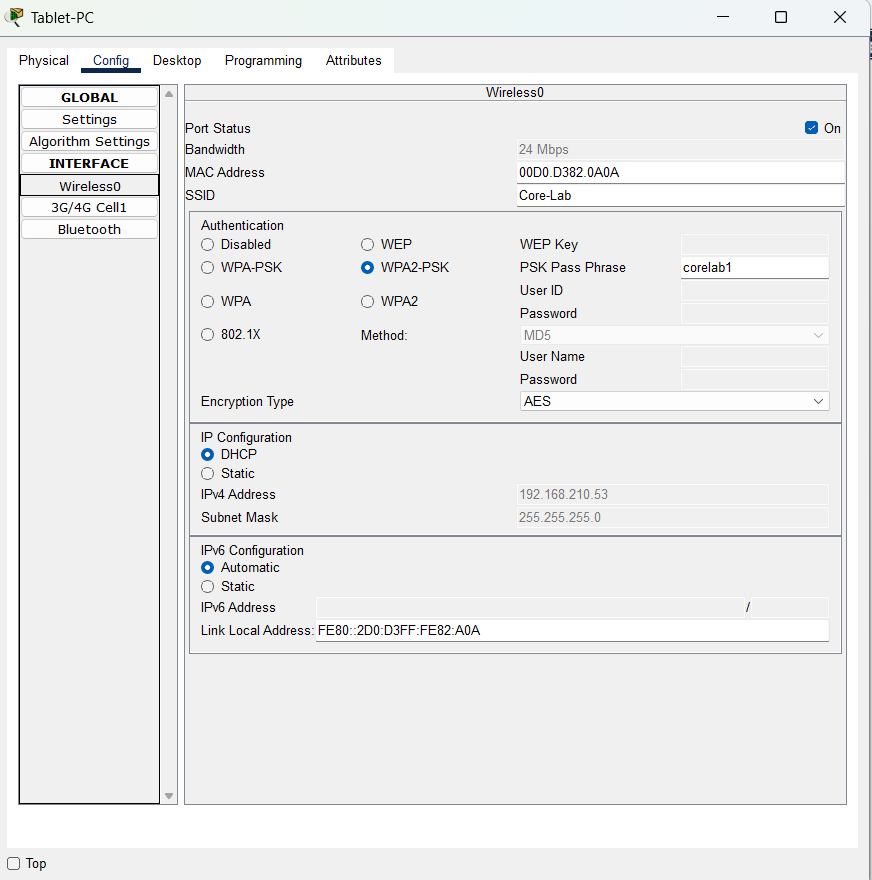 Tablet-PC
Physical Config Desktop Programming Attributes
GLOBAL
Settings
Algorithm Settings
INTERFACE
Wireless0
3G/4G Cell1
Bluetooth
Wireless0
Port Status On
Bandwidth 24 Mbps
MAC Address 00D0.D382.0A0A
SSID Core-Lab
Authentication
Disabled WEP WEP Key
WPA-PSK WPA2-PSK PSK Pass Phrase corelab1
User ID
WPA WPA2
Password
802.1X Method: MD5
User Name
Password
Encryption Type AES
IP Configuration
DHCP
Static
IPv4 Address 192.168.210.53
Subnet Mask 255.255.255.0
IPv6 Configuration
Automatic
Static
IPv6 Address /
Link Local Address: FE80::2D0:D3FF:FE82:A0A
Top